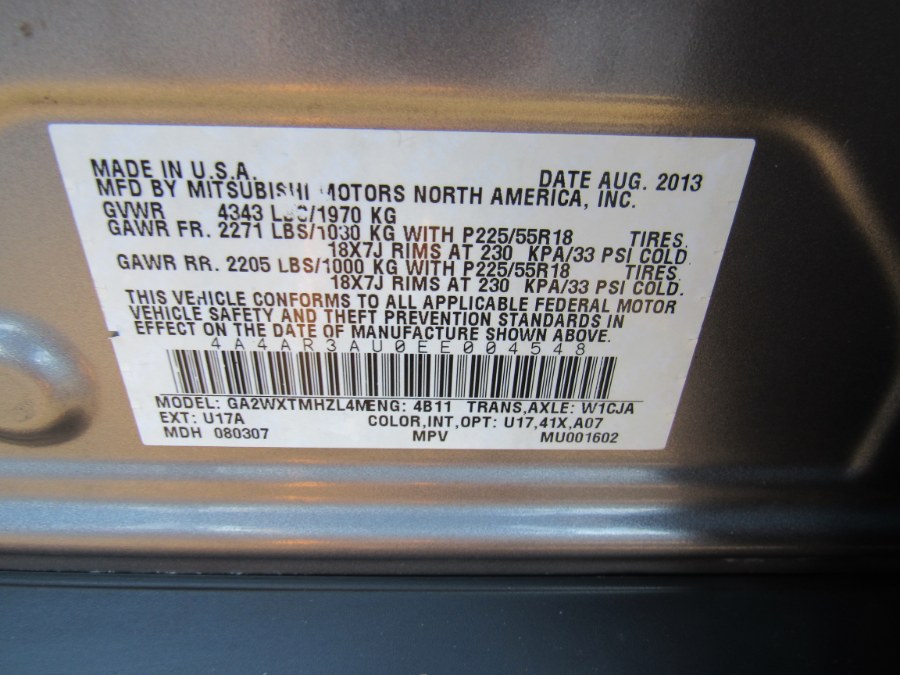 MADE IN U.S.A. DATE AUG. 2013
MFD BY MITSUBISHI MOTORS NORTH AMERICA, INC.
GVWR 4343 LBS/1970 KG
GAWR FR. 2271 LBS/1030 KG WITH P225/55R18 TIRES,
18X7J RIMS AT 230 KPA/33 PSI COLD.
GAWR RR. 2205 LBS/1000 KG WITH P225/55R18 TIRES,
18X7J RIMS AT 230 KPA/33 PSI COLD.
THIS VEHICLE CONFORMS TO ALL APPLICABLE FEDERAL MOTOR
VEHICLE SAFETY AND THEFT PREVENTION STANDARDS IN
EFFECT ON THE DATE OF MANUFACTURE SHOWN ABOVE.
4A4AR3AU0EE004548
MODEL: GA2WXTMHZL4M ENG: 4B11 TRANS,AXLE: W1CJA
EXT: U17A COLOR,INT,OPT: U17,41X,A07
MDH 080307 MPV MU001602